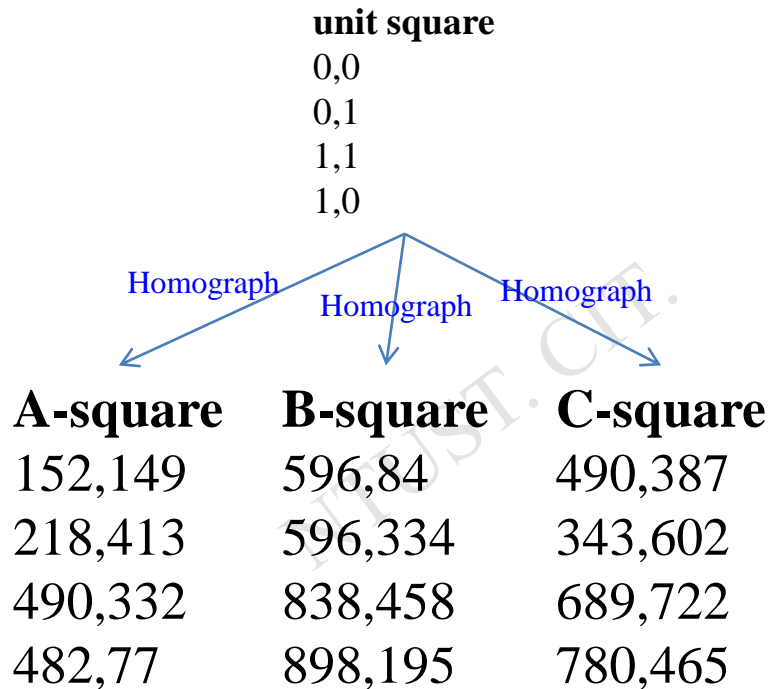 unit square
0,0
0,1
1,1
1,0
Homograph
Homograph
Homograph
A-square B-square C-square
152,149 596,84 490,387
218,413 596,334 343,602
490,332 838,458 689,722
482,77 898,195 780,465
NTUST. CIT.